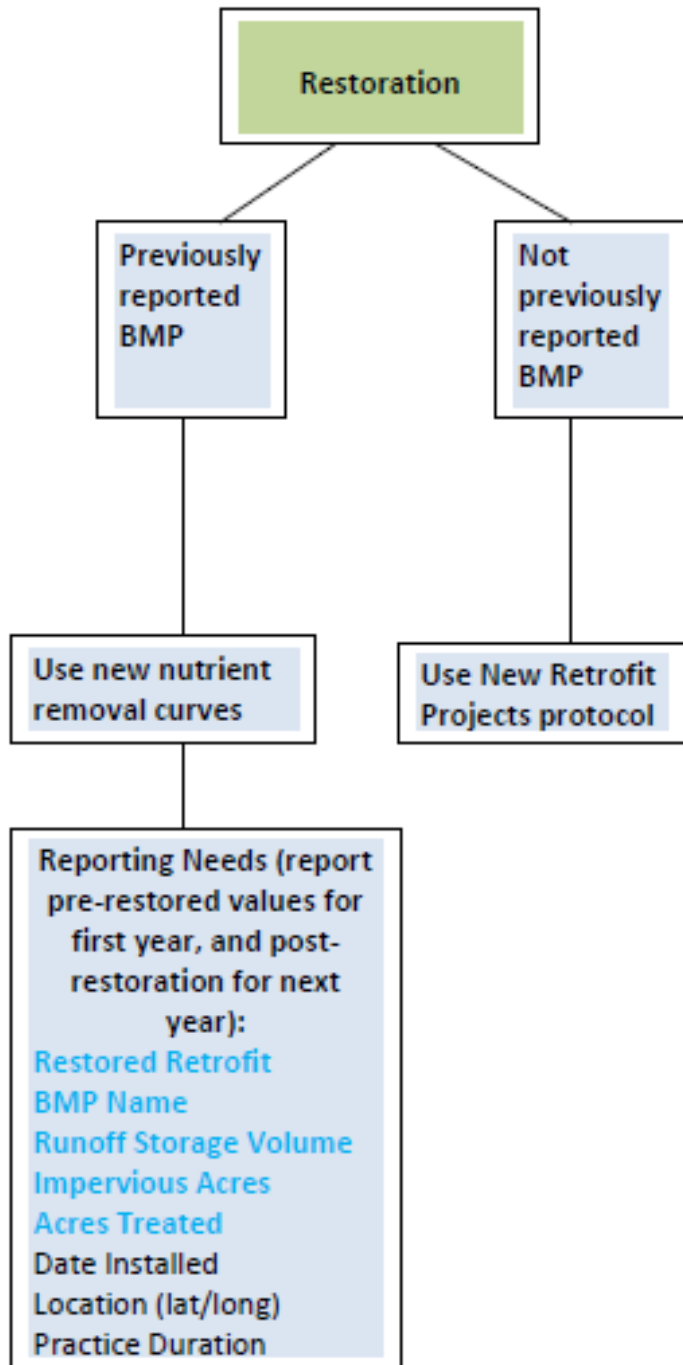 Restoration
Previously
reported
BMP
Not
previously
reported
BMP
Use new nutrient
removal curves
Use New Retrofit
Projects protocol
Reporting Needs (report
pre-restored values for
first year, and post-
restoration for next
year):
Restored Retrofit
BMP Name
Runoff Storage Volume
Impervious Acres
Acres Treated
Date Installed
Location (lat/long)
Practice Duration